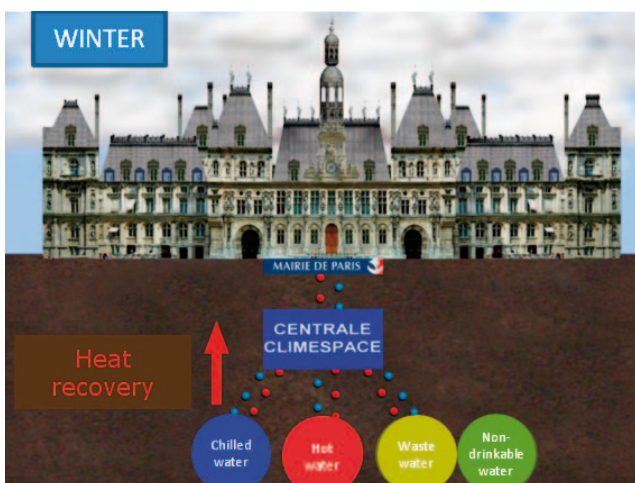 WINTER
MAIRIE DE PARIS
CENTRALE
CLIMESPACE
Heat
recovery
Chilled
water
Hot
water
Waste
water
Non-
drinkable
water